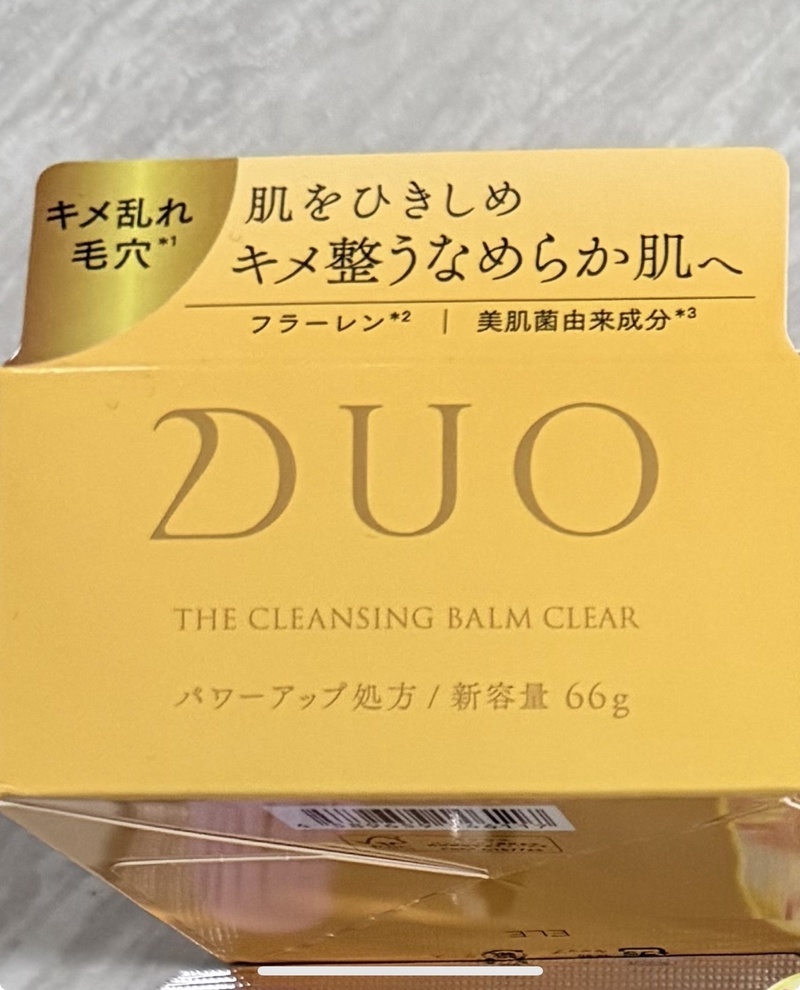 キメ乱れ
毛穴*1
肌をひきしめ
キメ整うなめらか肌へ
フラーレン*2 | 美肌菌由来成分*3
DUO
THE CLEANSING BALM CLEAR
パワーアップ処方 / 新容量 66g